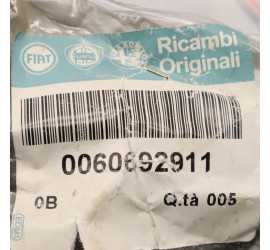 FIAT
Ricambi
Originali
0060692911
0B Q.tà 005